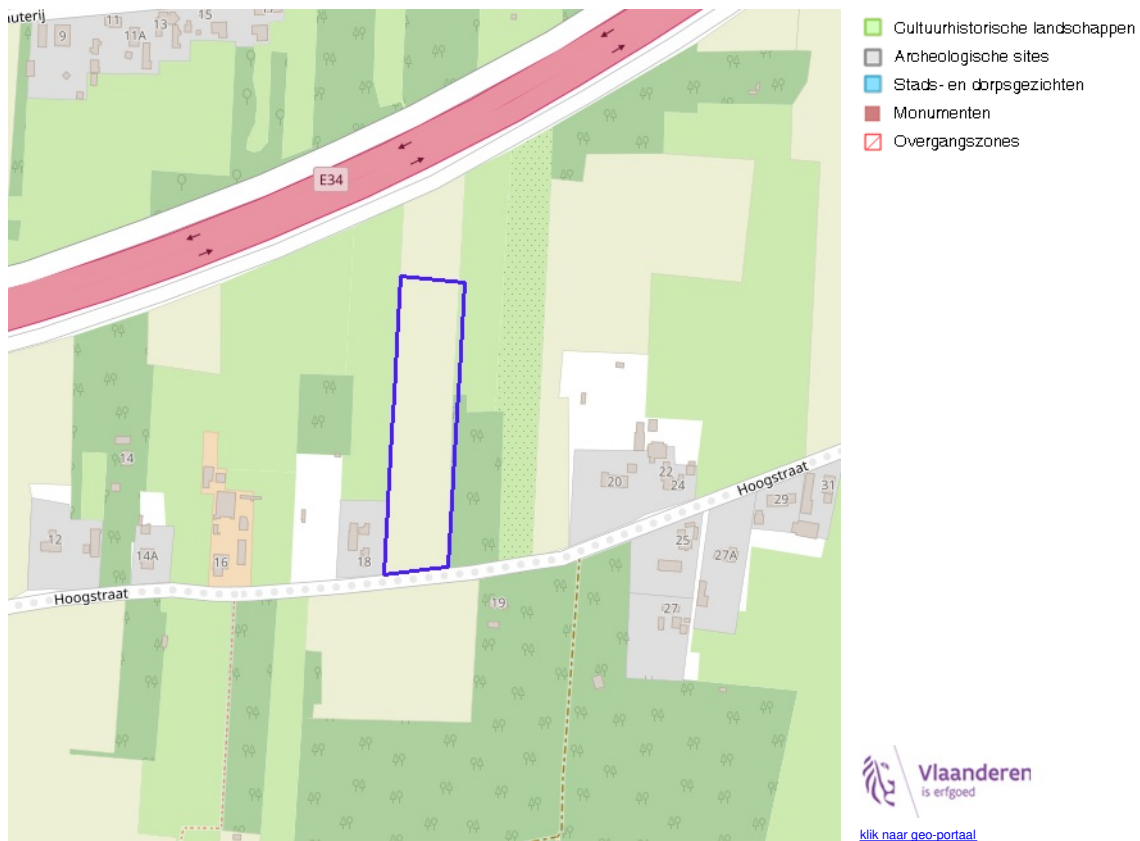 uterij
9
11
11A
13
15
17
E34
14
12
14A
16
18
Hoogstraat
19
20
22
24
25
27
27A
29
31
Hoogstraat
Cultuurhistorische landschappen
Archeologische sites
Stads- en dorpsgezichten
Monumenten
Overgangszones
Vlaanderen
is erfgoed
klik naar geo-portaal